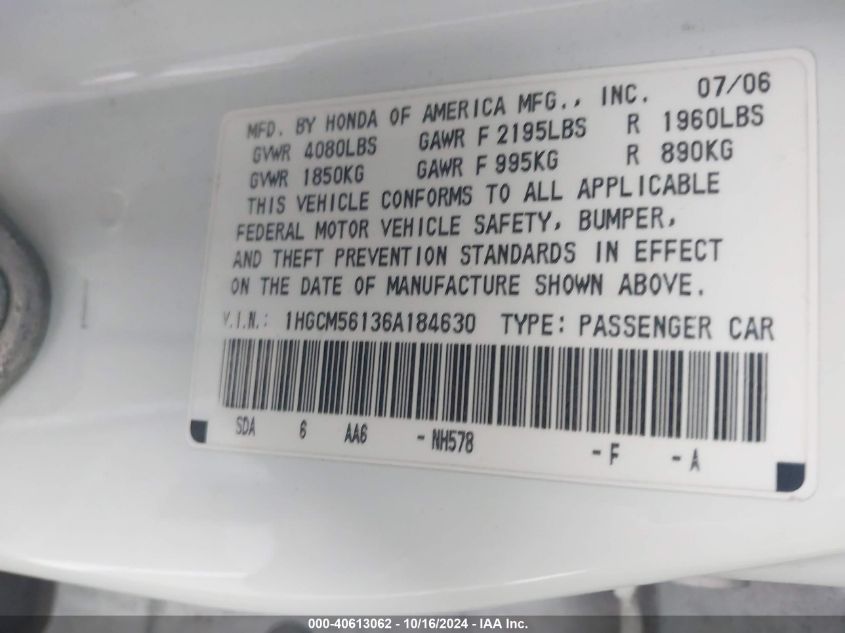 MFD. BY HONDA OF AMERICA MFG., INC. 07/06
GVWR 4080LBS GAWR F 2195LBS R 1960LBS
GVWR 1850KG GAWR F 995KG R 890KG
THIS VEHICLE CONFORMS TO ALL APPLICABLE
FEDERAL MOTOR VEHICLE SAFETY, BUMPER,
AND THEFT PREVENTION STANDARDS IN EFFECT
ON THE DATE OF MANUFACTURE SHOWN ABOVE.
V.I.N.: 1HGCM56136A184630 TYPE: PASSENGER CAR
SDA 6 AA6 -NH578 -F -A
000-40613062 - 10/16/2024 - IAA Inc.